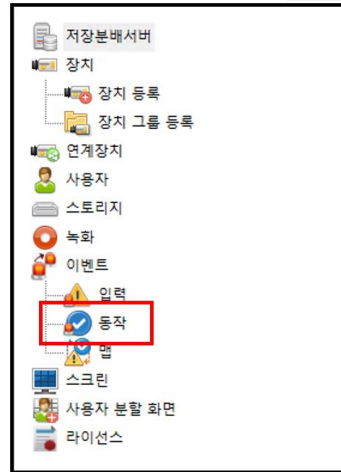 저장분배서버
장치
장치 등록
장치 그룹 등록
연계장치
사용자
스토리지
녹화
이벤트
입력
동작
맵
스크린
사용자 분할 화면
라이선스